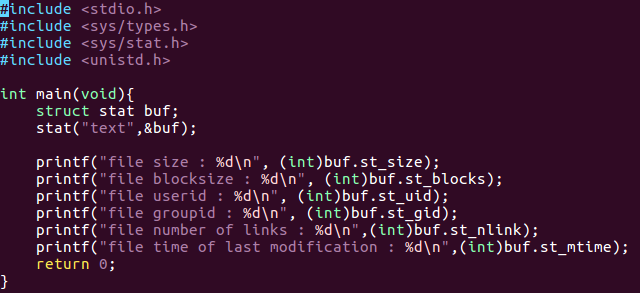 #include <stdio.h>
#include <sys/types.h>
#include <sys/stat.h>
#include <unistd.h>

int main(void){
    struct stat buf;
    stat("text",&buf);

    printf("file size : %d\n", (int)buf.st_size);
    printf("file blocksize : %d\n", (int)buf.st_blocks);
    printf("file userid : %d\n", (int)buf.st_uid);
    printf("file groupid : %d\n", (int)buf.st_gid);
    printf("file number of links : %d\n",(int)buf.st_nlink);
    printf("file time of last modification : %d\n",(int)buf.st_mtime);
    return 0;
}